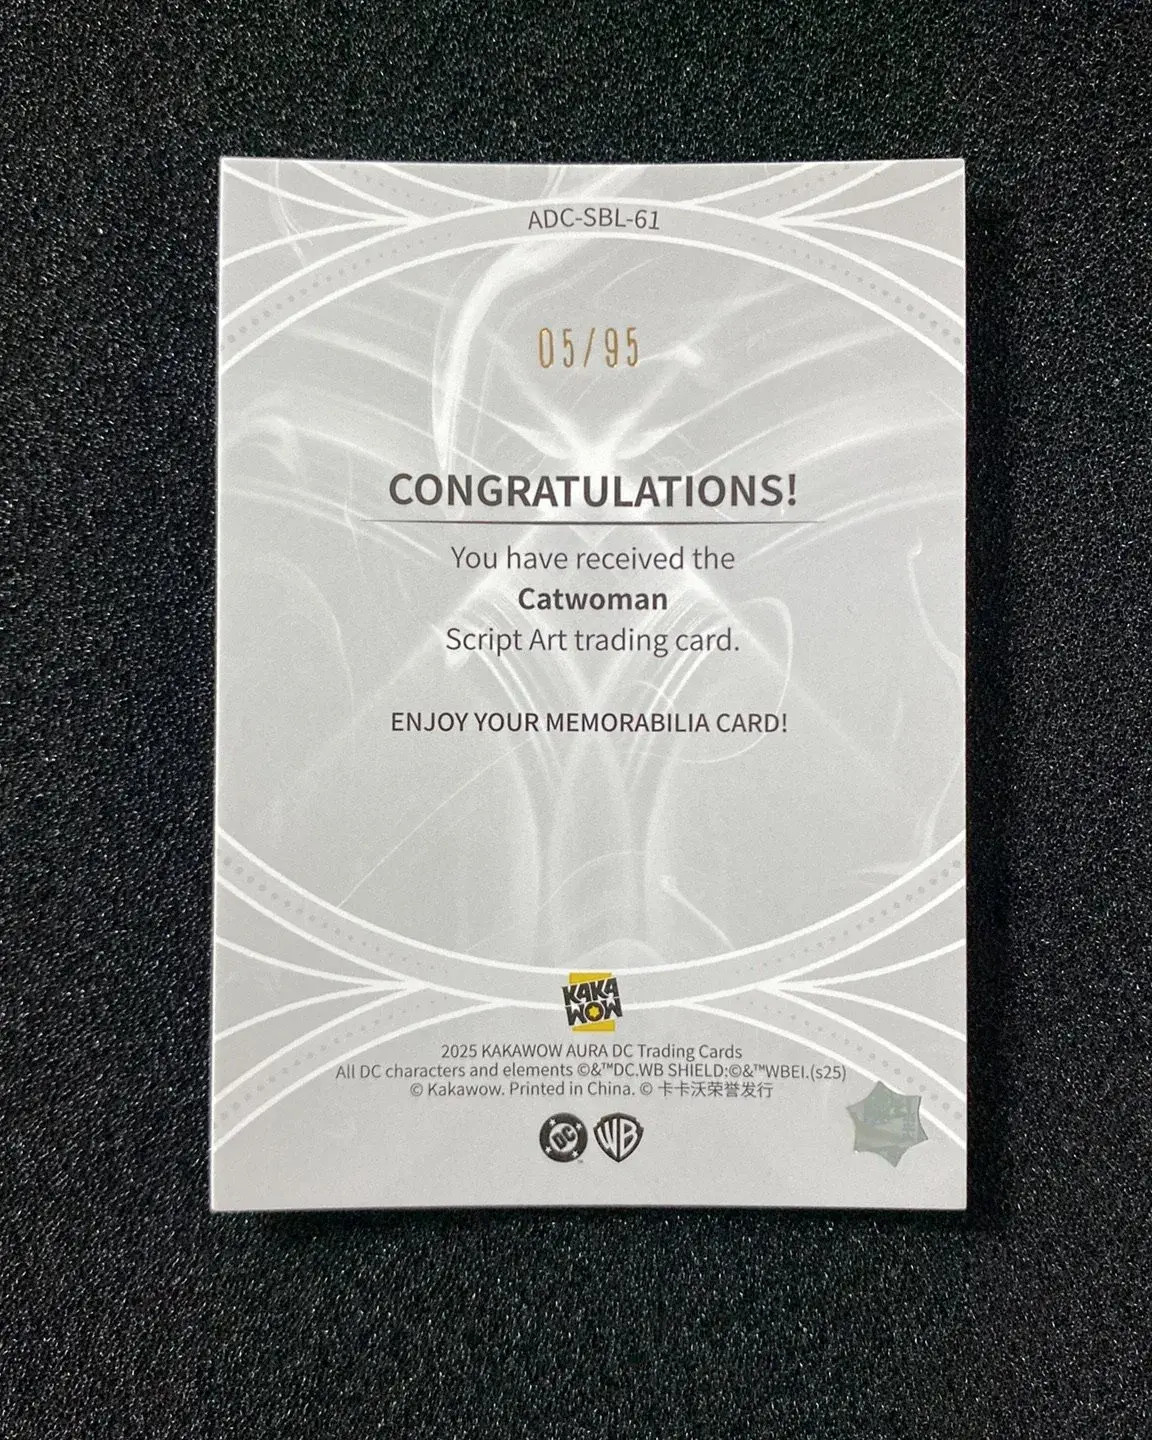 ADC-SBL-61
05/95
CONGRATULATIONS!
You have received the
Catwoman
Script Art trading card.
ENJOY YOUR MEMORABILIA CARD!
KAKA
WOW
2025 KAKAWOW AURA DC Trading Cards
All DC characters and elements ©&™DC.WB SHIELD:©&™WBEI.(s25)
© Kakawow. Printed in China. © 卡卡沃荣誉发行
DC WB